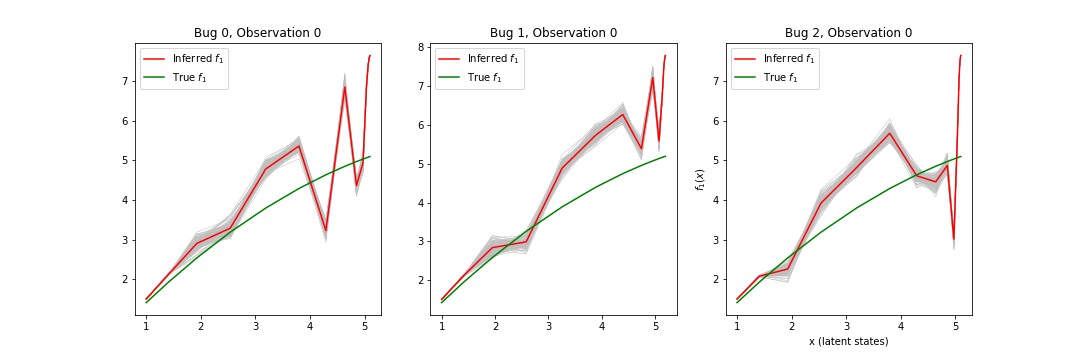 Bug 0, Observation 0
Inferred f₁
True f₁
7
6
5
4
3
2
1 2 3 4 5
Bug 1, Observation 0
Inferred f₁
True f₁
8
7
6
5
4
3
2
1 2 3 4 5
Bug 2, Observation 0
Inferred f₁
True f₁
f₁(x)
7
6
5
4
3
2
1 2 3 4 5
x (latent states)